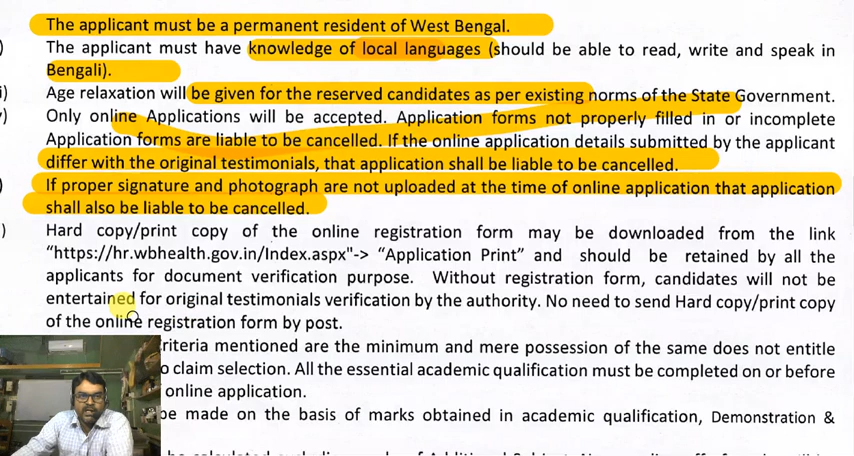 The applicant must be a permanent resident of West Bengal.
) The applicant must have knowledge of local languages (should be able to read, write and speak in
Bengali).
i) Age relaxation will be given for the reserved candidates as per existing norms of the State Government.
) Only online Applications will be accepted. Application forms not properly filled in or incomplete
Application forms are liable to be cancelled. If the online application details submitted by the applicant
differ with the original testimonials, that application shall be liable to be cancelled.
) If proper signature and photograph are not uploaded at the time of online application that application
shall also be liable to be cancelled.
) Hard copy/print copy of the online registration form may be downloaded from the link
"https://hr.wbhealth.gov.in/Index.aspx"-> "Application Print" and should be retained by all the
applicants for document verification purpose. Without registration form, candidates will not be
entertained for original testimonials verification by the authority. No need to send Hard copy/print copy
of the online registration form by post.
criteria mentioned are the minimum and mere possession of the same does not entitle
o claim selection. All the essential academic qualification must be completed on or before
online application.
be made on the basis of marks obtained in academic qualification, Demonstration &